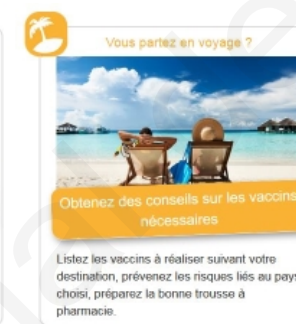 Vous partez en voyage ?
Obtenez des conseils sur les vaccins
nécessaires
Listez les vaccins à réaliser suivant votre
destination, prévenez les risques liés au pays
choisi, préparez la bonne trousse à
pharmacie.